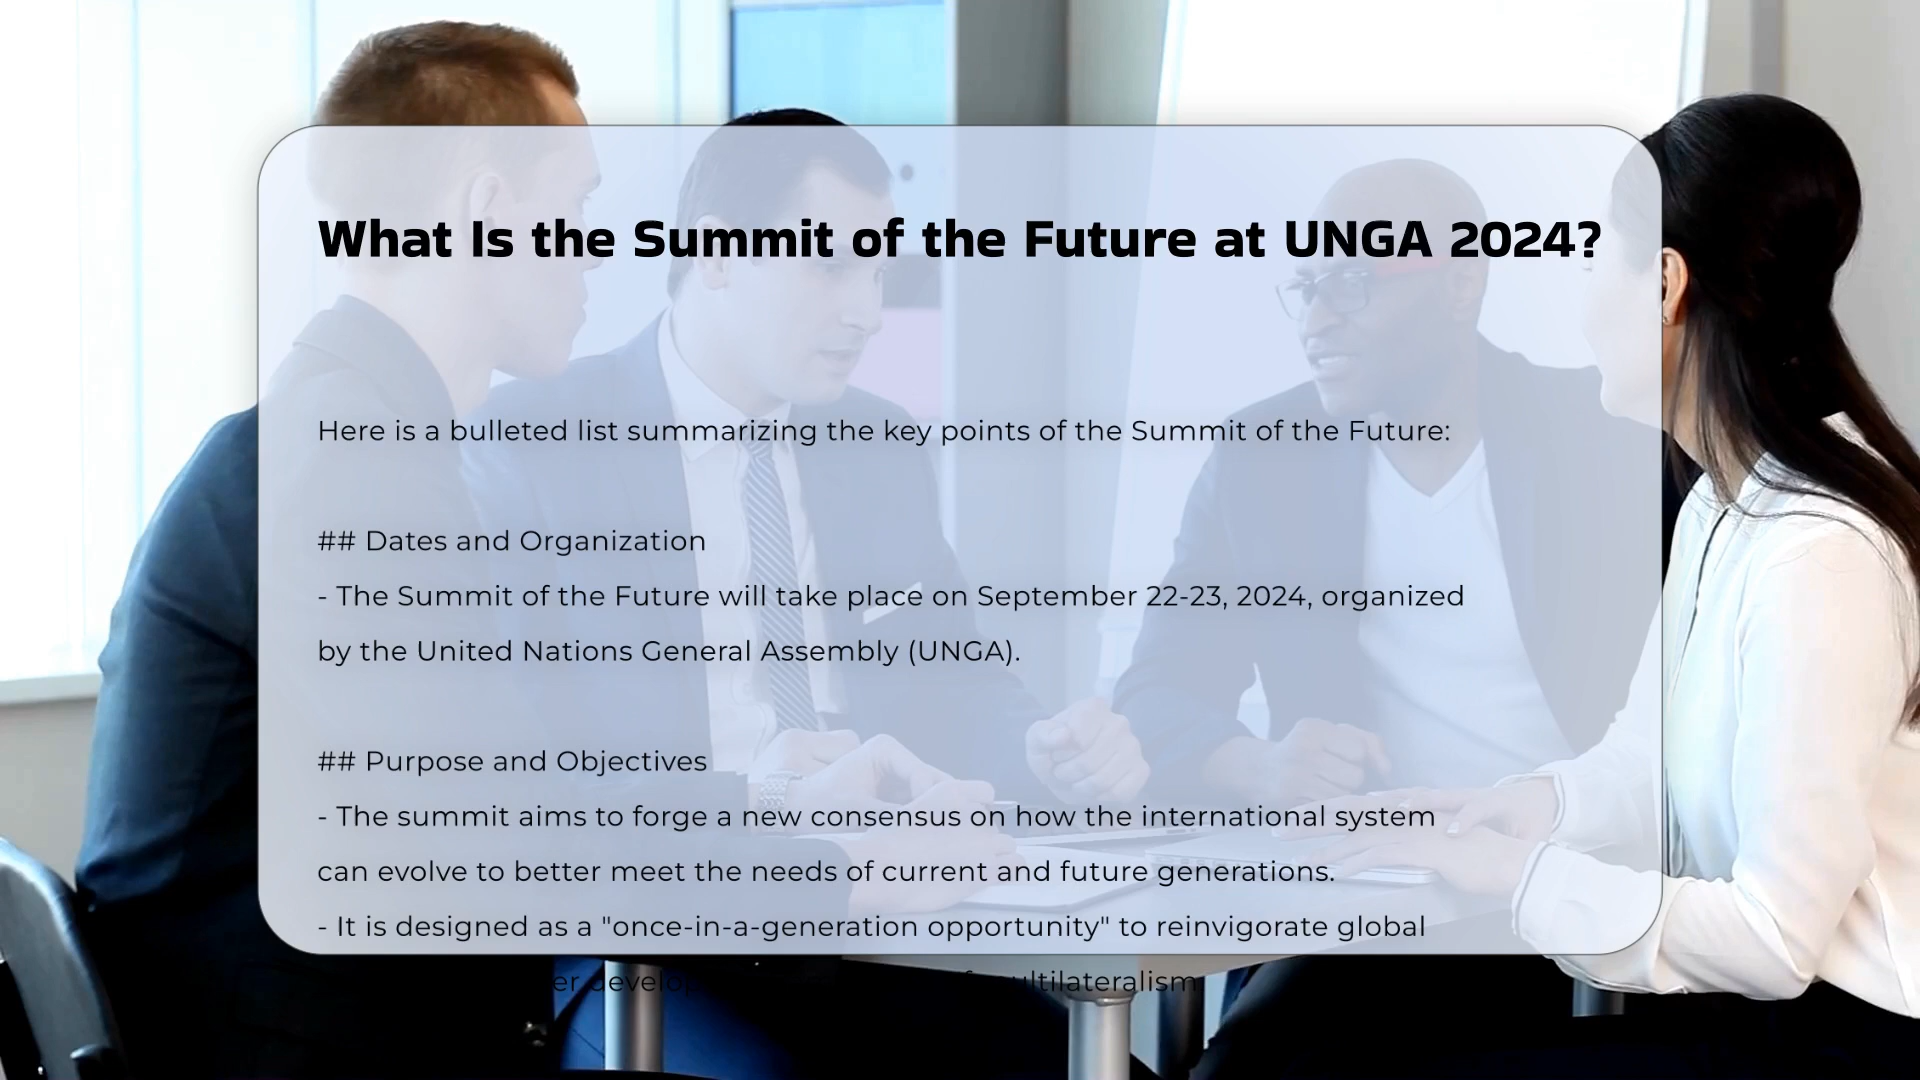 What Is the Summit of the Future at UNGA 2024?
Here is a bulleted list summarizing the key points of the Summit of the Future:
## Dates and Organization
- The Summit of the Future will take place on September 22-23, 2024, organized
by the United Nations General Assembly (UNGA).
## Purpose and Objectives
- The summit aims to forge a new consensus on how the international system
can evolve to better meet the needs of current and future generations.
- It is designed as a "once-in-a-generation opportunity" to reinvigorate global